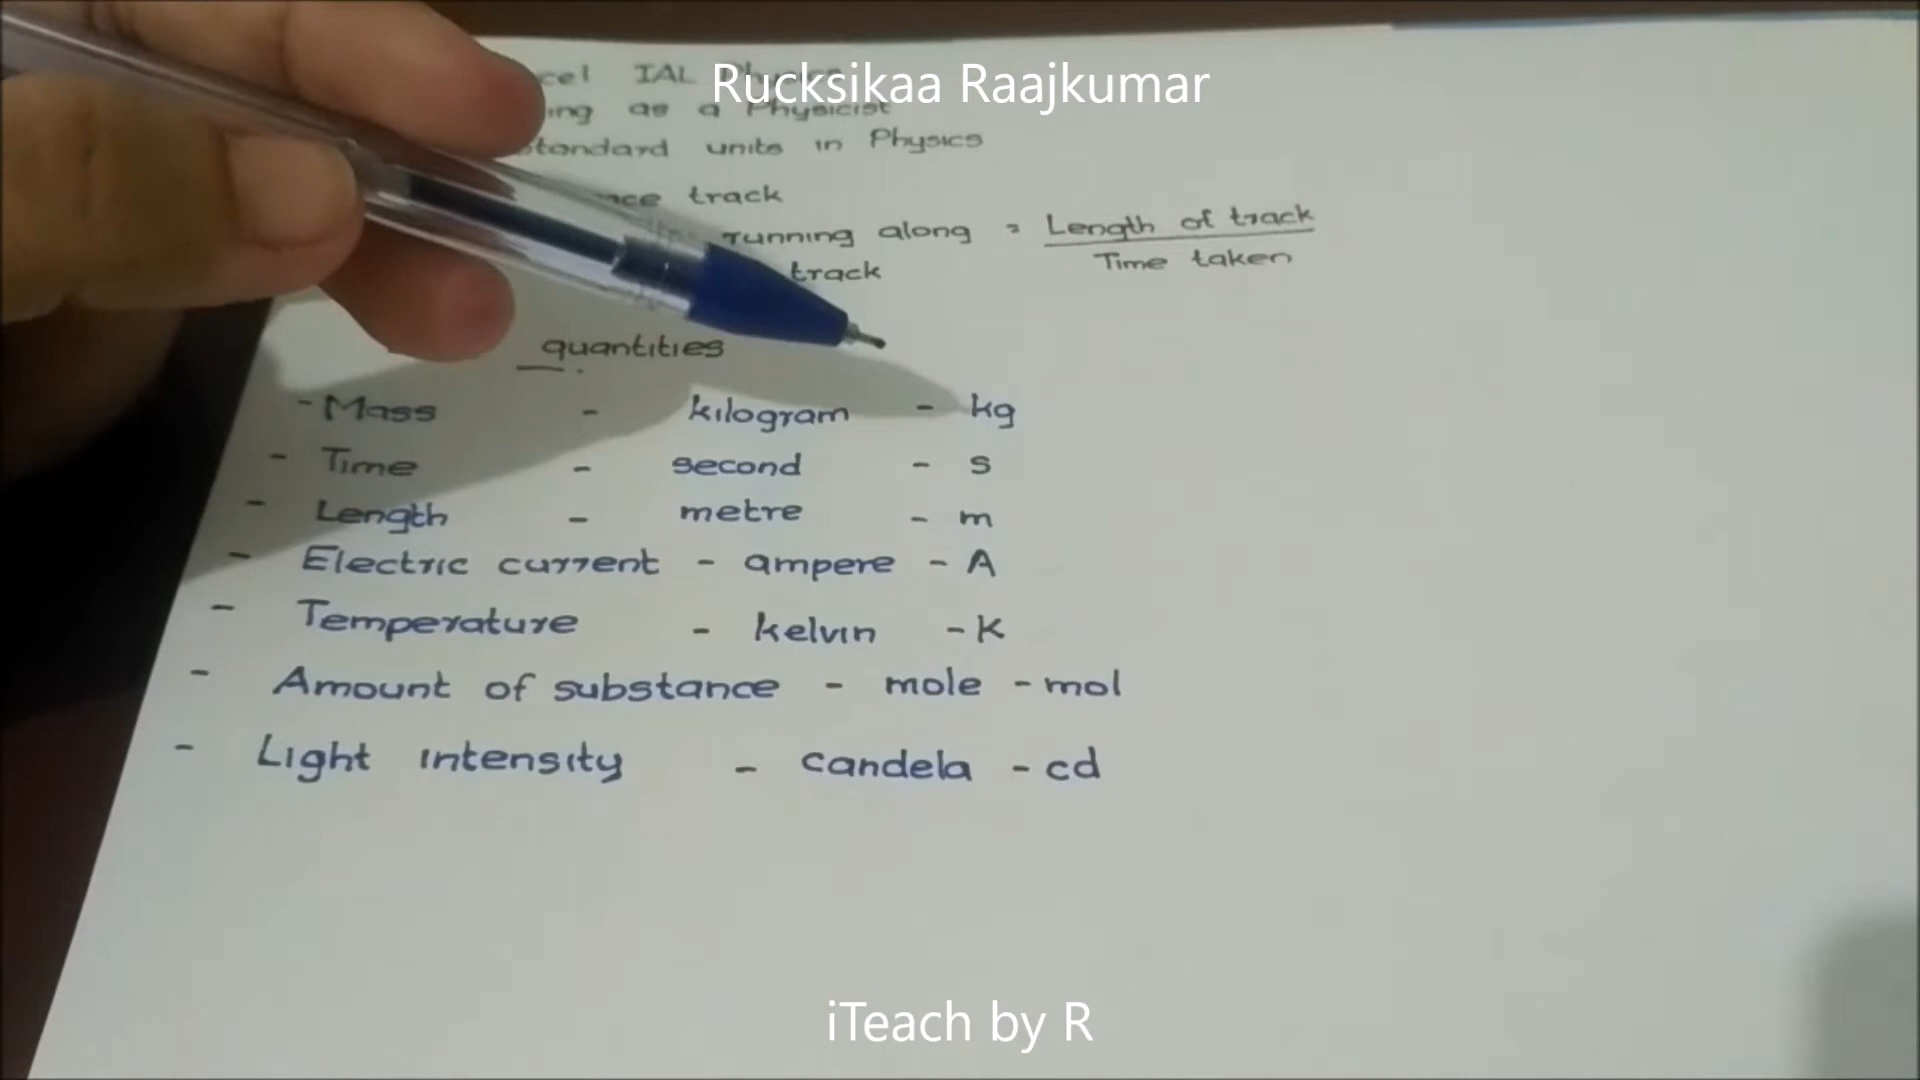 Rucksikaa Raajkumar
IAL
as a Physicist
standard units in Physics
track
running along = Length of track
Time taken
track
quantities
- Mass - kilogram - kg
- Time - second - s
- Length - metre - m
- Electric current - ampere - A
- Temperature - kelvin - K
- Amount of substance - mole - mol
- Light intensity - candela - cd
iTeach by R